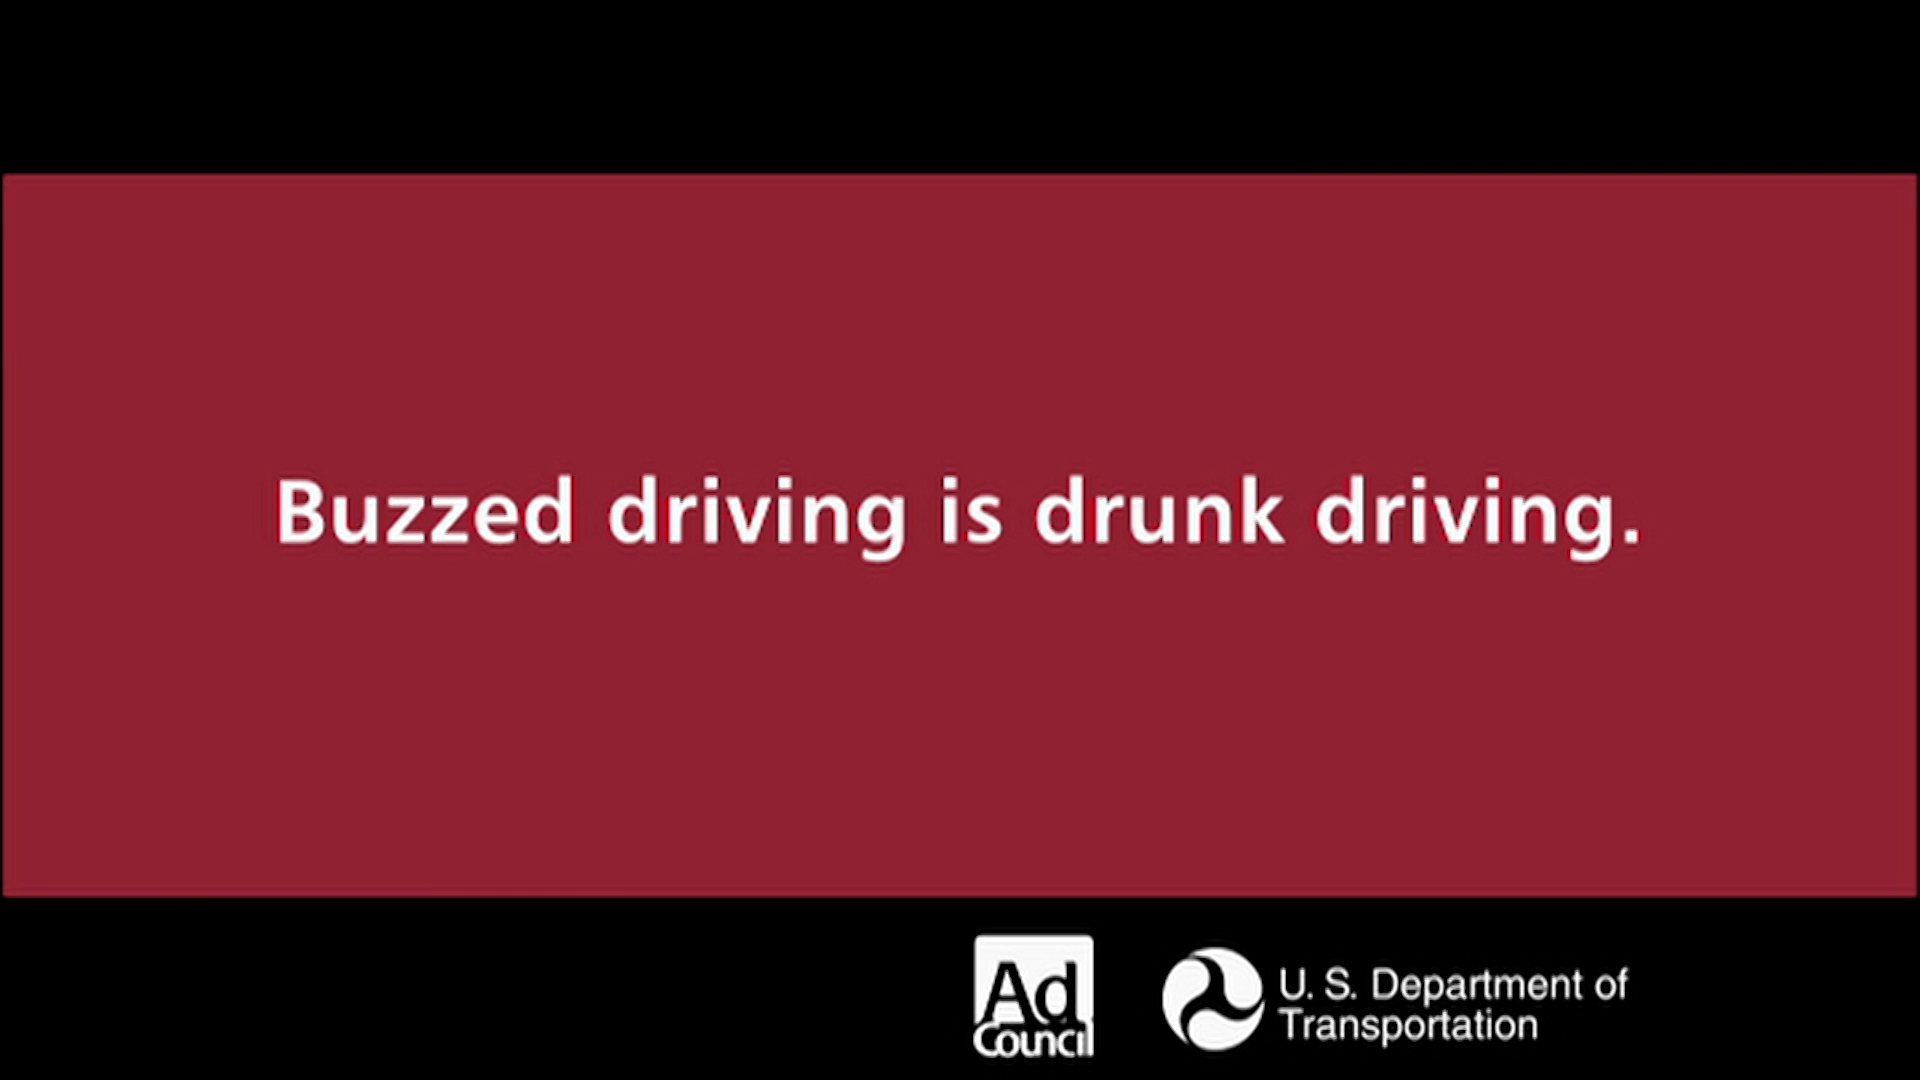 Buzzed driving is drunk driving.
Ad
Council
U. S. Department of
Transportation